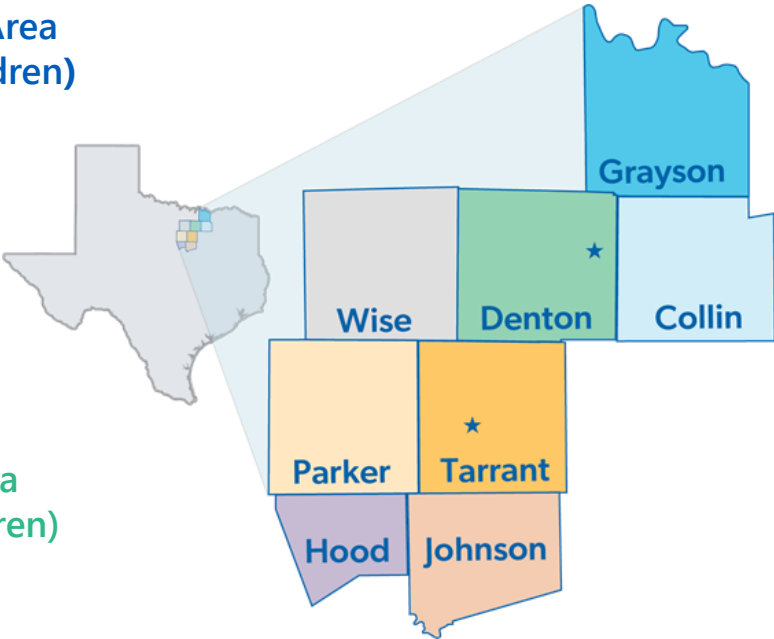 Area
dren)
Grayson
Wise
Denton
Collin
Parker
Tarrant
a
ren)
Hood
Johnson